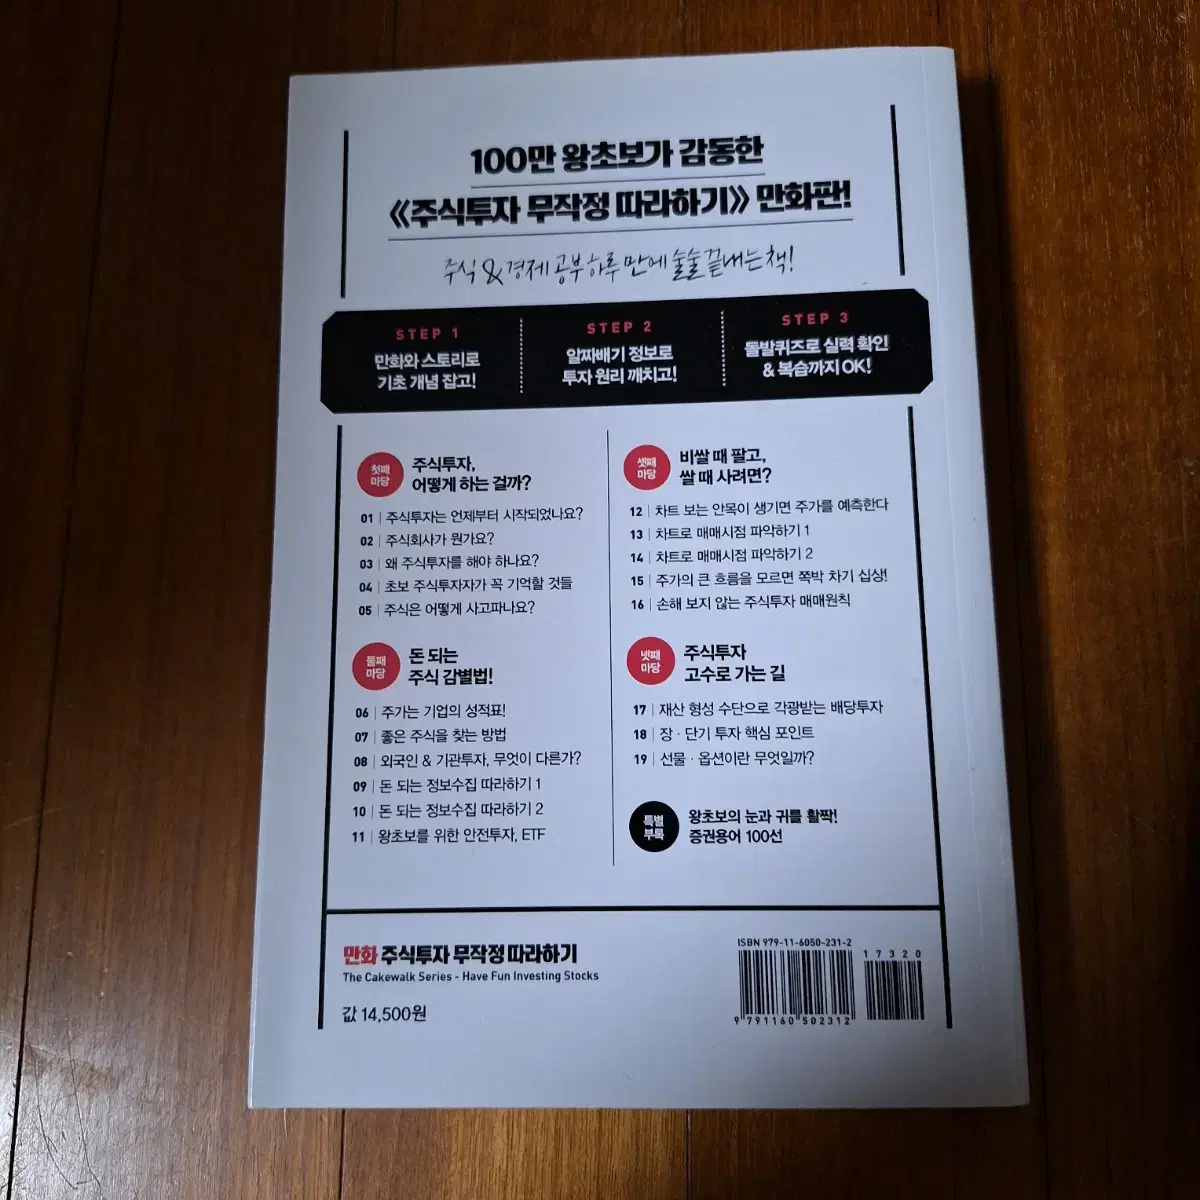 100만 왕초보가 감동한
《주식투자 무작정 따라하기》 만화판!
주식 & 경제 공부 하루 만에 술술 끝내는 책!
STEP 1
만화와 스토리로
기초 개념 잡고!
STEP 2
알짜배기 정보로
투자 원리 깨치고!
STEP 3
돌발퀴즈로 실력 확인
& 복습까지 OK!
첫째
마당
주식투자,
어떻게 하는 걸까?
01 | 주식투자는 언제부터 시작되었나요?
02 | 주식회사가 뭔가요?
03 | 왜 주식투자를 해야 하나요?
04 | 초보 주식투자자가 꼭 기억할 것들
05 | 주식은 어떻게 사고파나요?
둘째
마당
돈 되는
주식 감별법!
06 | 주가는 기업의 성적표!
07 | 좋은 주식을 찾는 방법
08 | 외국인 & 기관투자, 무엇이 다른가?
09 | 돈 되는 정보수집 따라하기 1
10 | 돈 되는 정보수집 따라하기 2
11 | 왕초보를 위한 안전투자, ETF
셋째
마당
비쌀 때 팔고,
쌀 때 사려면?
12 | 차트 보는 안목이 생기면 주가를 예측한다
13 | 차트로 매매시점 파악하기 1
14 | 차트로 매매시점 파악하기 2
15 | 주가의 큰 흐름을 모르면 쪽박 차기 십상!
16 | 손해 보지 않는 주식투자 매매원칙
넷째
마당
주식투자
고수로 가는 길
17 | 재산 형성 수단으로 각광받는 배당투자
18 | 장 · 단기 투자 핵심 포인트
19 | 선물 · 옵션이란 무엇일까?
특별
부록
왕초보의 눈과 귀를 활짝!
증권용어 100선
만화 주식투자 무작정 따라하기
The Cakewalk Series - Have Fun Investing Stocks
값 14,500원
ISBN 979-11-6050-231-2
17320
9 791160 502312